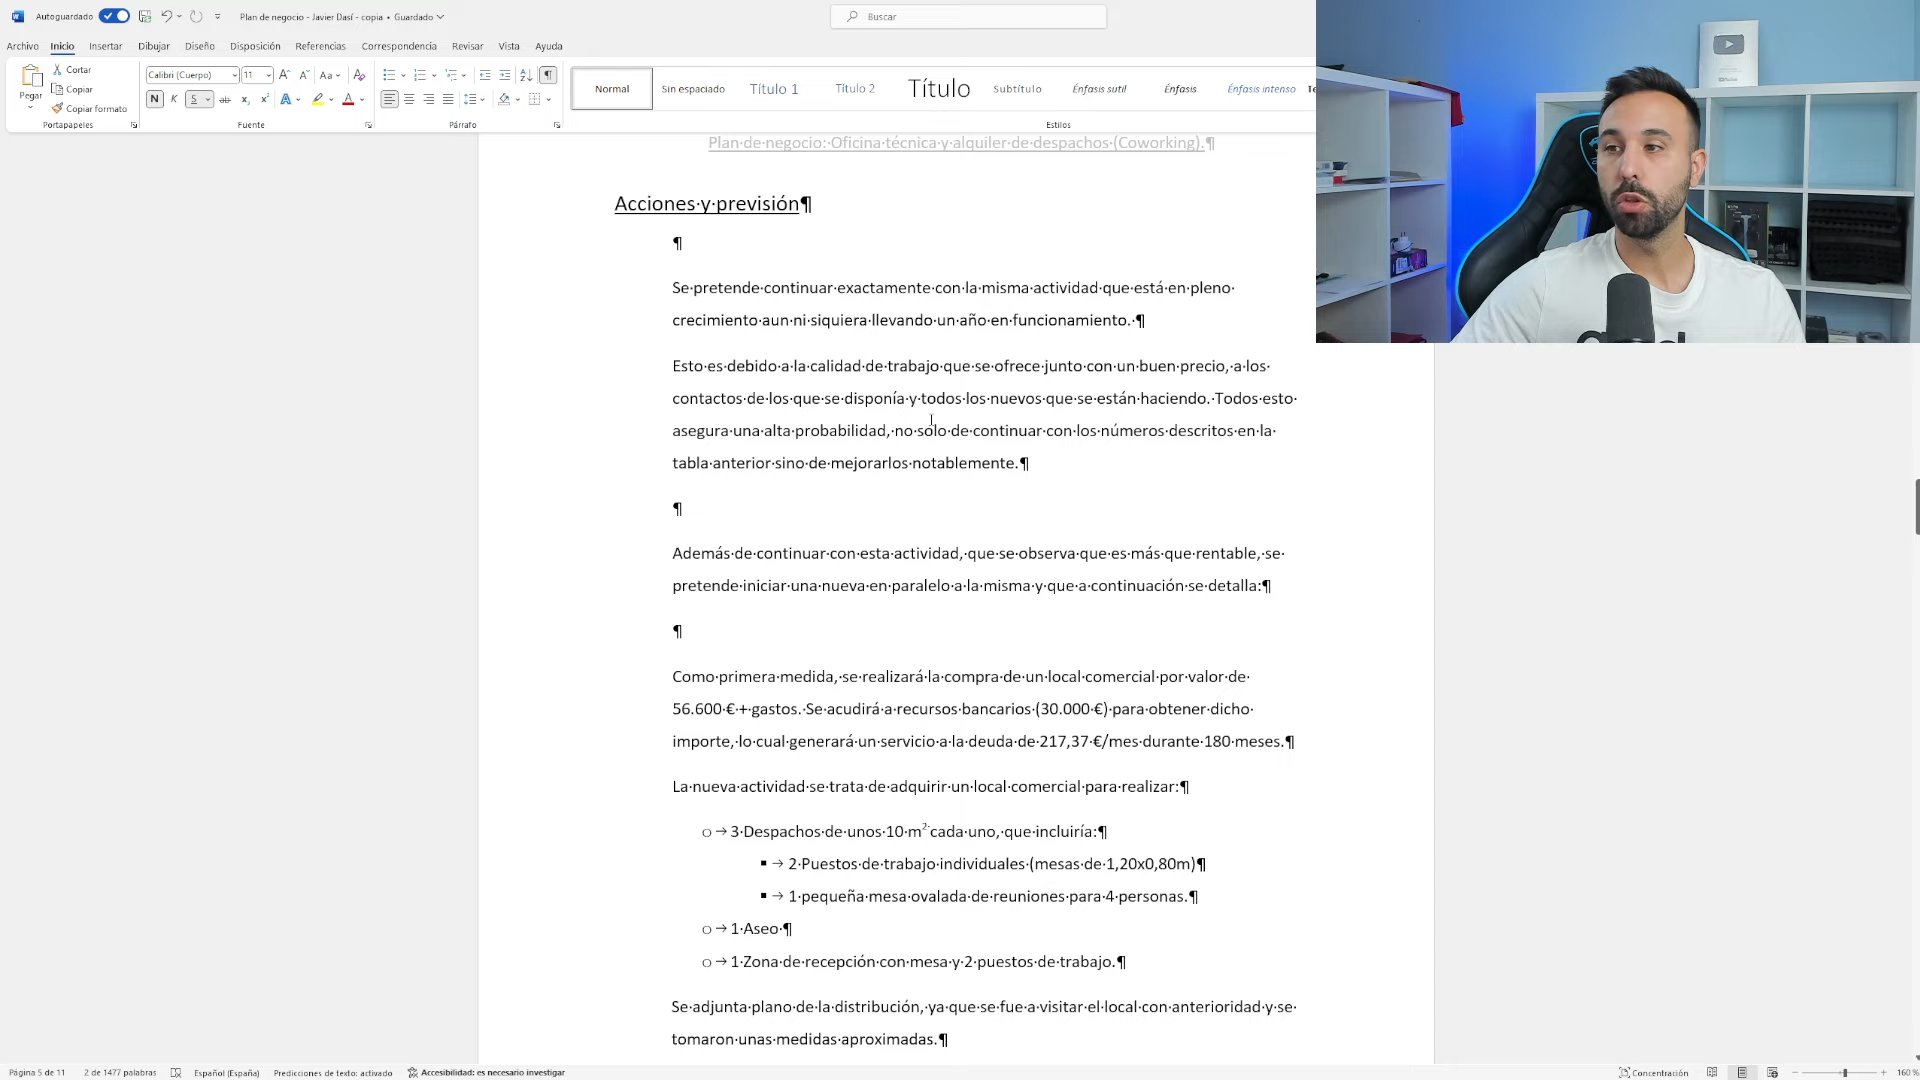 Autoguardado
Plan de negocio - Javier Dasí - copia • Guardado
Buscar
Archivo Inicio Insertar Dibujar Diseño Disposición Referencias Correspondencia Revisar Vista Ayuda
Pegar
Cortar
Copiar
Copiar formato
Portapapeles
Calibri (Cuerpo) 11
N K S ab x₂ x²
Fuente
Párrafo
Normal Sin espaciado Título 1 Título 2 Título Subtítulo Énfasis sutil Énfasis Énfasis intenso
Estilos
Plan·de·negocio:·Oficina·técnica·y·alquiler·de·despachos·(Coworking).¶
Acciones·y·previsión¶
¶
Se·pretende·continuar·exactamente·con·la·misma·actividad·que·está·en·pleno·
crecimiento·aun·ni·siquiera·llevando·un·año·en·funcionamiento.·¶
Esto·es·debido·a·la·calidad·de·trabajo·que·se·ofrece·junto·con·un·buen·precio,·a·los·
contactos·de·los·que·se·disponía·y·todos·los·nuevos·que·se·están·haciendo.·Todos·esto·
asegura·una·alta·probabilidad,·no·solo·de·continuar·con·los·números·descritos·en·la·
tabla·anterior·sino·de·mejorarlos·notablemente.¶
¶
Además·de·continuar·con·esta·actividad,·que·se·observa·que·es·más·que·rentable,·se·
pretende·iniciar·una·nueva·en·paralelo·a·la·misma·y·que·a·continuación·se·detalla:¶
¶
Como·primera·medida,·se·realizará·la·compra·de·un·local·comercial·por·valor·de·
56.600·€·+·gastos.·Se·acudirá·a·recursos·bancarios·(30.000·€)·para·obtener·dicho·
importe,·lo·cual·generará·un·servicio·a·la·deuda·de·217,37·€/mes·durante·180·meses.¶
La·nueva·actividad·se·trata·de·adquirir·un·local·comercial·para·realizar:¶
o→3·Despachos·de·unos·10·m²·cada·uno,·que·incluiría:¶
▪→2·Puestos·de·trabajo·individuales·(mesas·de·1,20x0,80m)¶
▪→1·pequeña·mesa·ovalada·de·reuniones·para·4·personas.¶
o→1·Aseo·¶
o→1·Zona·de·recepción·con·mesa·y·2·puestos·de·trabajo.¶
Se·adjunta·plano·de·la·distribución,·ya·que·se·fue·a·visitar·el·local·con·anterioridad·y·se·
tomaron·unas·medidas·aproximadas.¶
Página 5 de 11 2 de 1477 palabras Español (España) Predicciones de texto: activado Accesibilidad: es necesario investigar Concentración 160 %